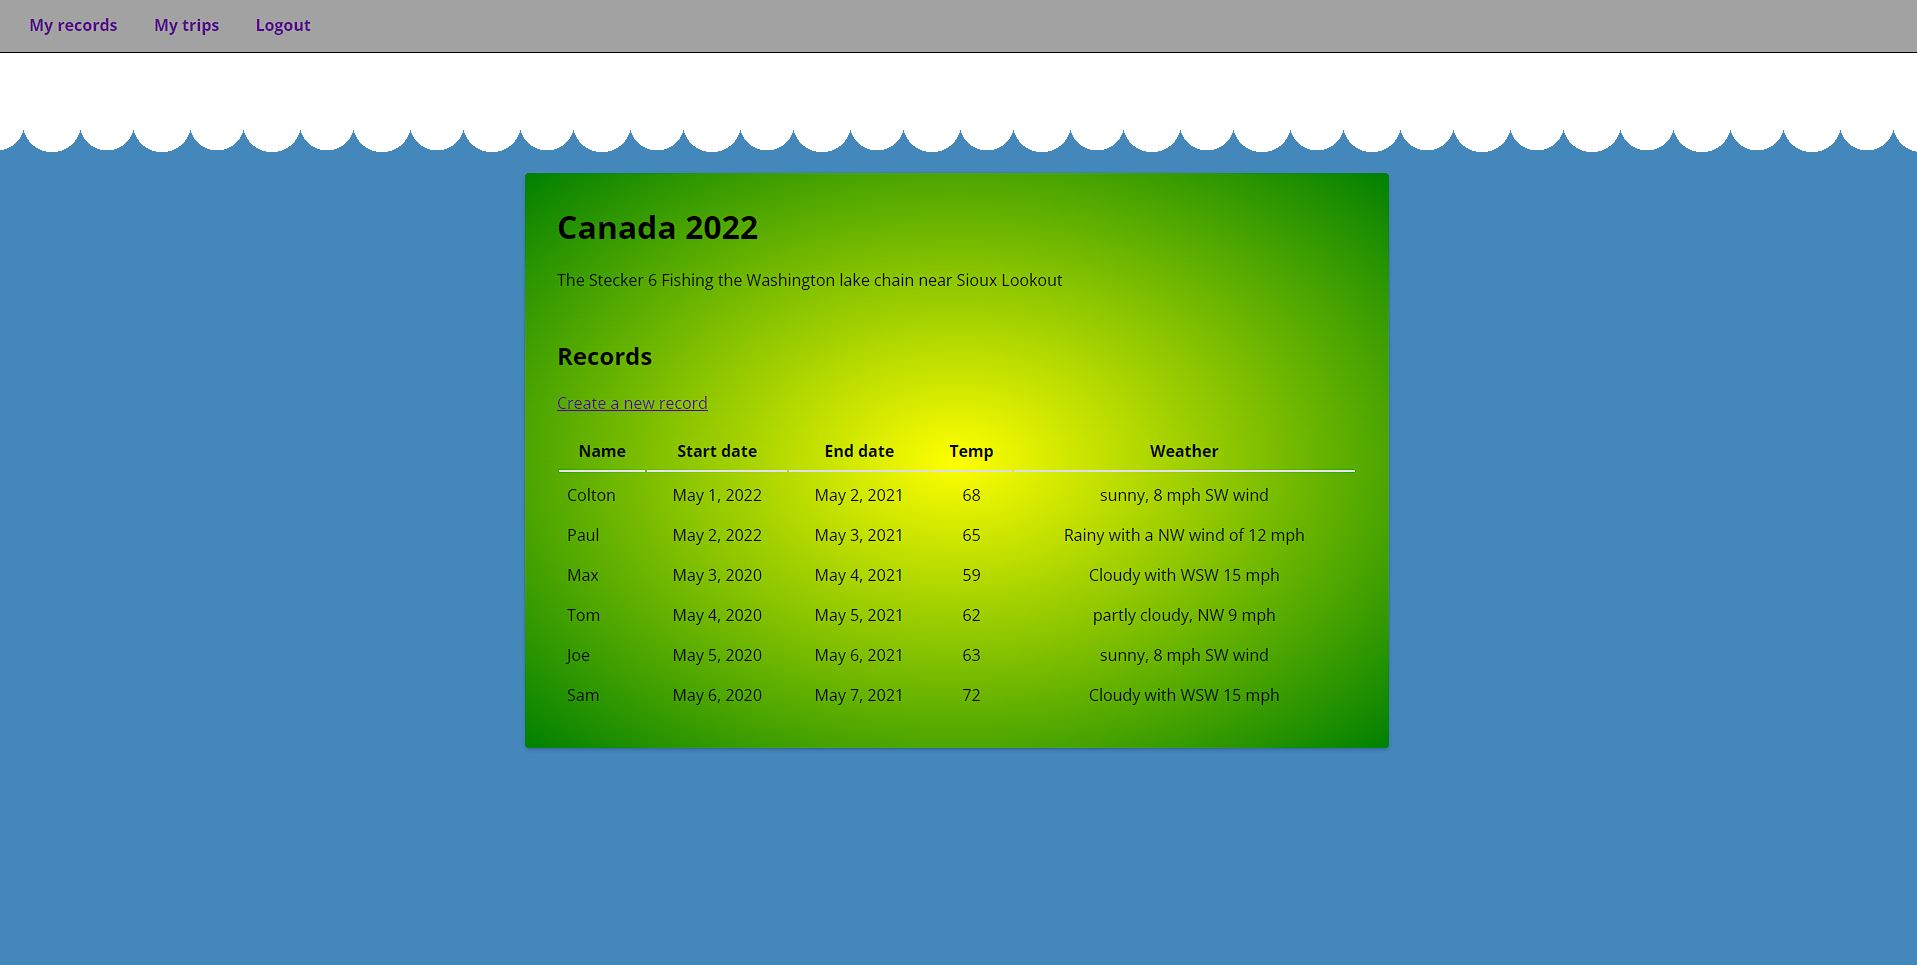 My records My trips Logout
Canada 2022
The Stecker 6 Fishing the Washington lake chain near Sioux Lookout
Records
Create a new record
Name Start date End date Temp Weather
Colton May 1, 2022 May 2, 2021 68 sunny, 8 mph SW wind
Paul May 2, 2022 May 3, 2021 65 Rainy with a NW wind of 12 mph
Max May 3, 2020 May 4, 2021 59 Cloudy with WSW 15 mph
Tom May 4, 2020 May 5, 2021 62 partly cloudy, NW 9 mph
Joe May 5, 2020 May 6, 2021 63 sunny, 8 mph SW wind
Sam May 6, 2020 May 7, 2021 72 Cloudy with WSW 15 mph